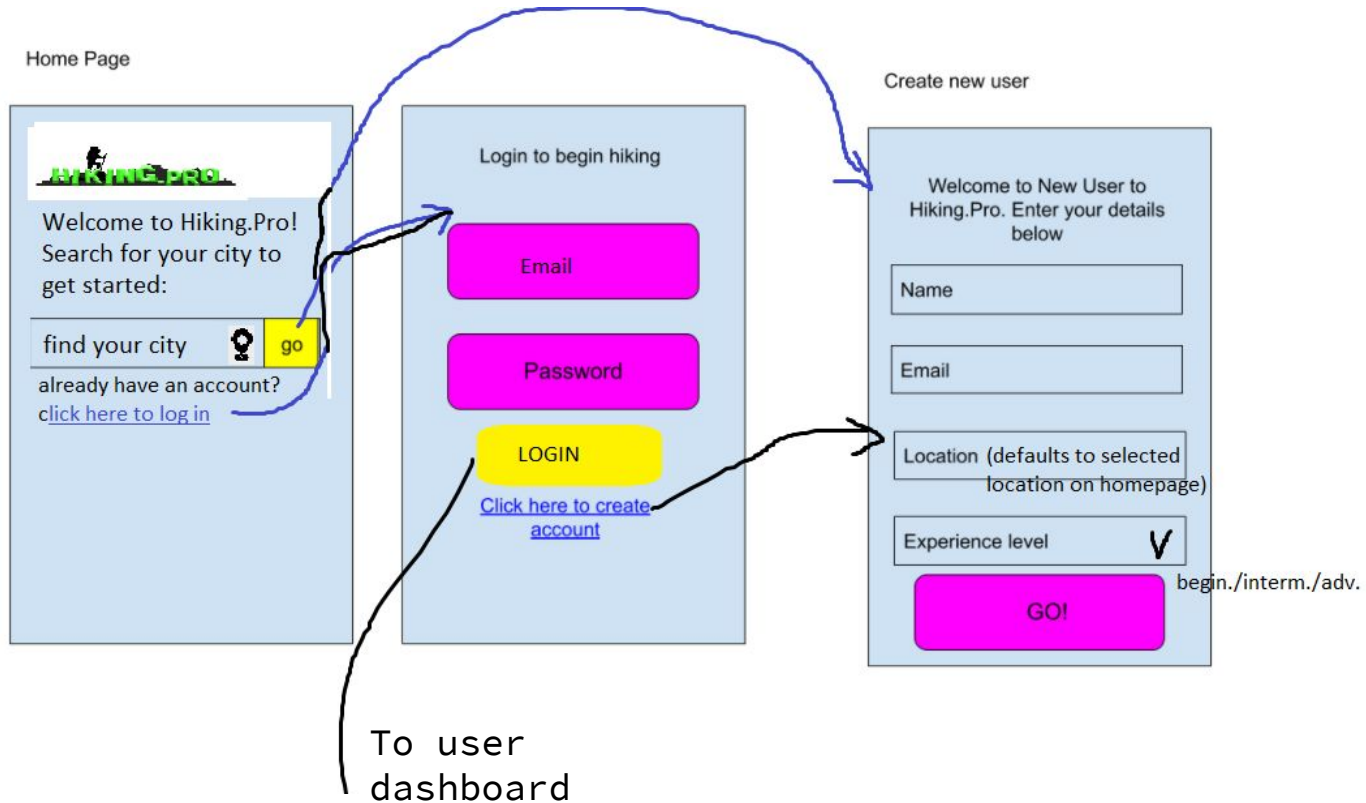 Home Page
HIKING.PRO
Welcome to Hiking.Pro!
Search for your city to
get started:
find your city
go
already have an account?
click here to log in
Login to begin hiking
Email
Password
LOGIN
Click here to create
account
To user
dashboard
Create new user
Welcome to New User to
Hiking.Pro. Enter your details
below
Name
Email
Location (defaults to selected
location on homepage)
Experience level V
begin./interm./adv.
GO!